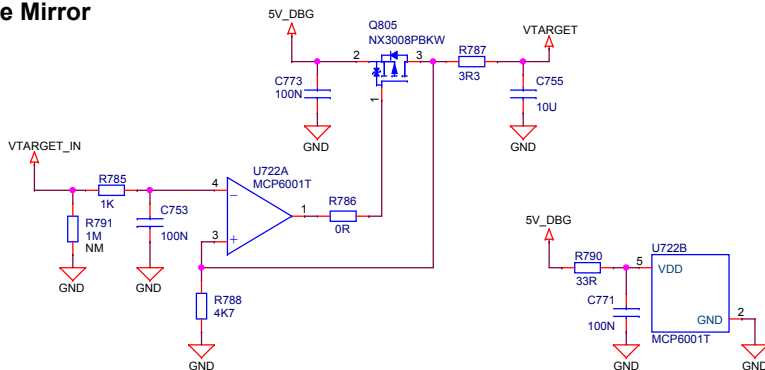 e Mirror
5V_DBG
Q805
NX3008PBKW
VTARGET
2
3
R787
3R3
C773
100N
C755
10U
1
GND
GND
VTARGET_IN
U722A
MCP6001T
R785
1K
4
R786
0R
1
R791
1M
NM
C753
100N
3
5V_DBG
R790
33R
U722B
5
VDD
GND
GND
R788
4K7
C771
100N
GND
2
MCP6001T
GND
GND
GND